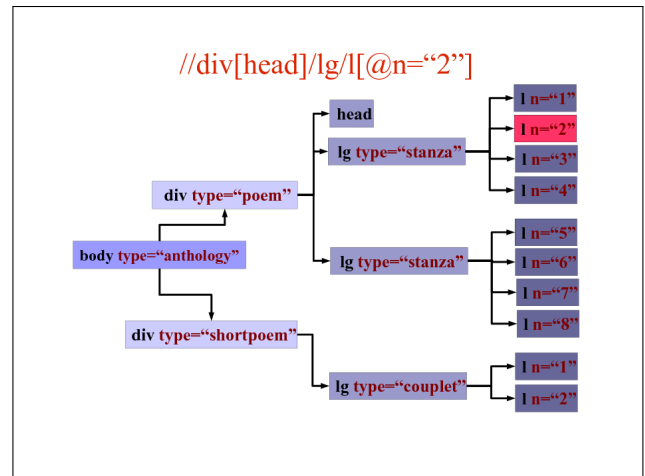 //div[head]/lg/l[@n=“2”]
head
lg type=“stanza”
l n=“1”
l n=“2”
l n=“3”
l n=“4”
div type=“poem”
body type=“anthology”
lg type=“stanza”
l n=“5”
l n=“6”
l n=“7”
l n=“8”
div type=“shortpoem”
lg type=“couplet”
l n=“1”
l n=“2”